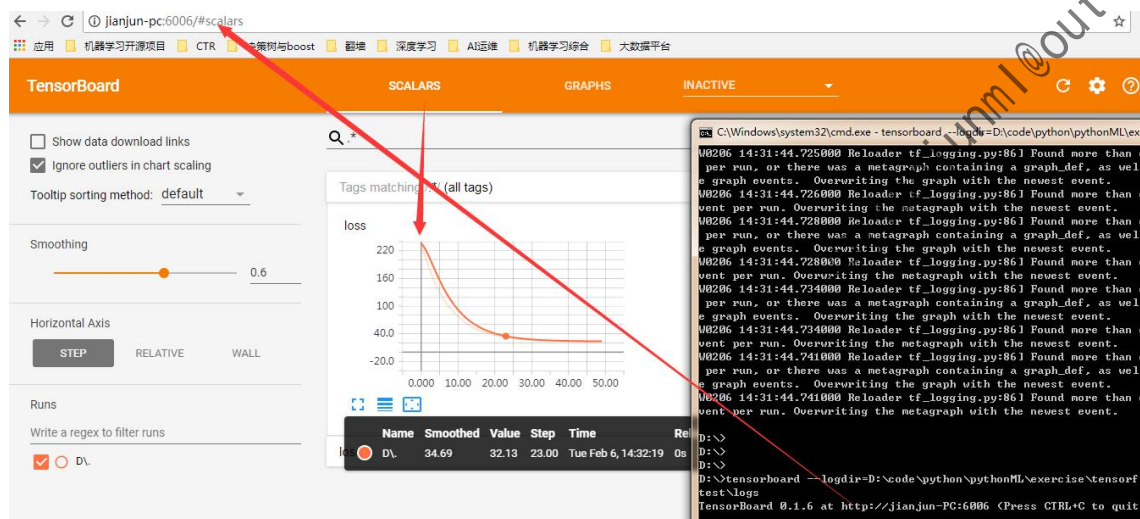 jianjun-pc:6006/#scalars
应用 机器学习开源项目 CTR 决策树与boost 翻墙 深度学习 AI运维 机器学习综合 大数据平台
TensorBoard SCALARS GRAPHS INACTIVE
Show data download links
Ignore outliers in chart scaling
Tooltip sorting method: default
Smoothing
0.6
Horizontal Axis
STEP RELATIVE WALL
Runs
Write a regex to filter runs
D\.
.*
Tags matching /.*/ (all tags)
loss
220
160
100
40.0
-20.0
0.000 10.00 20.00 30.00 40.00 50.00
Name Smoothed Value Step Time
D\. 34.69 32.13 23.00 Tue Feb 6, 14:32:19 0s
C:\Windows\system32\cmd.exe - tensorboard --logdir=D:\code\python\pythonML\ex
W0206 14:31:44.725000 Reloader tf_logging.py:86] Found more than
per run, or there was a metagraph containing a graph_def, as wel
e graph events. Overwriting the graph with the newest event.
W0206 14:31:44.726000 Reloader tf_logging.py:86] Found more than
vent per run. Overwriting the metagraph with the newest event.
W0206 14:31:44.728000 Reloader tf_logging.py:86] Found more than
per run, or there was a metagraph containing a graph_def, as wel
e graph events. Overwriting the graph with the newest event.
W0206 14:31:44.728000 Reloader tf_logging.py:86] Found more than
vent per run. Overwriting the metagraph with the newest event.
W0206 14:31:44.734000 Reloader tf_logging.py:86] Found more than
per run, or there was a metagraph containing a graph_def, as wel
e graph events. Overwriting the graph with the newest event.
W0206 14:31:44.734000 Reloader tf_logging.py:86] Found more than
vent per run. Overwriting the metagraph with the newest event.
W0206 14:31:44.741000 Reloader tf_logging.py:86] Found more than
per run, or there was a metagraph containing a graph_def, as wel
e graph events. Overwriting the graph with the newest event.
W0206 14:31:44.741000 Reloader tf_logging.py:86] Found more than
vent per run. Overwriting the metagraph with the newest event.
D:\>
D:\>
D:\>
D:\>tensorboard --logdir=D:\code\python\pythonML\exercise\tensorf
test\logs
TensorBoard 0.1.6 at http://jianjun-PC:6006 (Press CTRL+C to quit